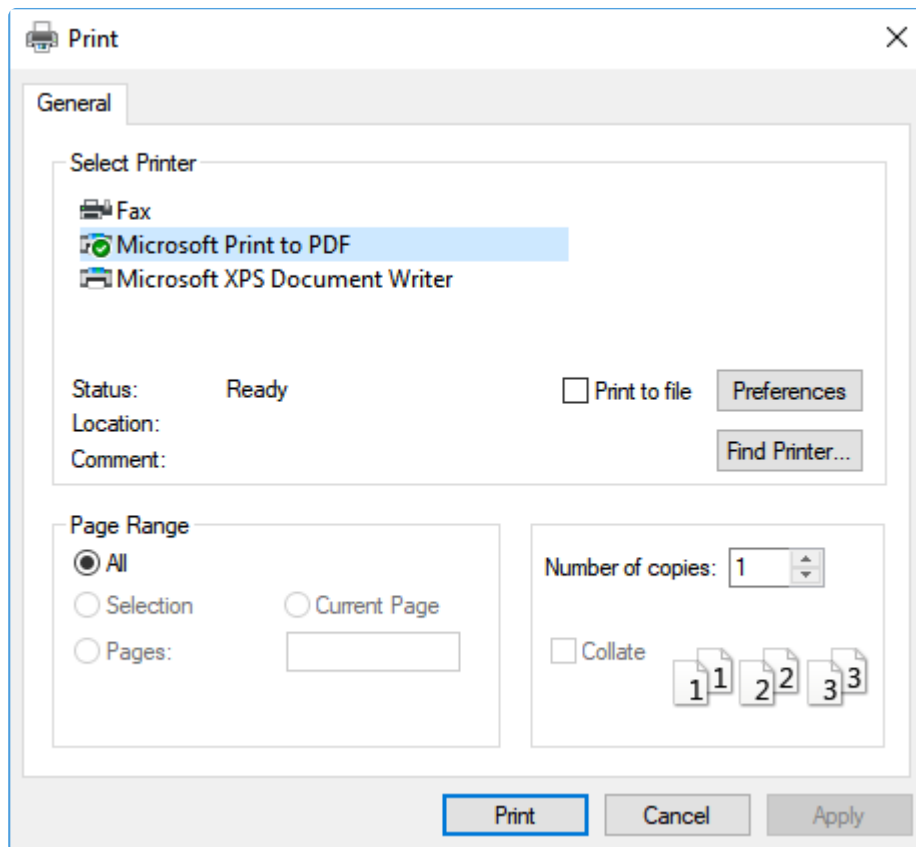 Print
General
Select Printer
Fax
Microsoft Print to PDF
Microsoft XPS Document Writer
Status: Ready
Print to file
Preferences
Location:
Comment:
Find Printer...
Page Range
All
Selection
Current Page
Pages:
Number of copies: 1
Collate
1 1 2 2 3 3
Print
Cancel
Apply